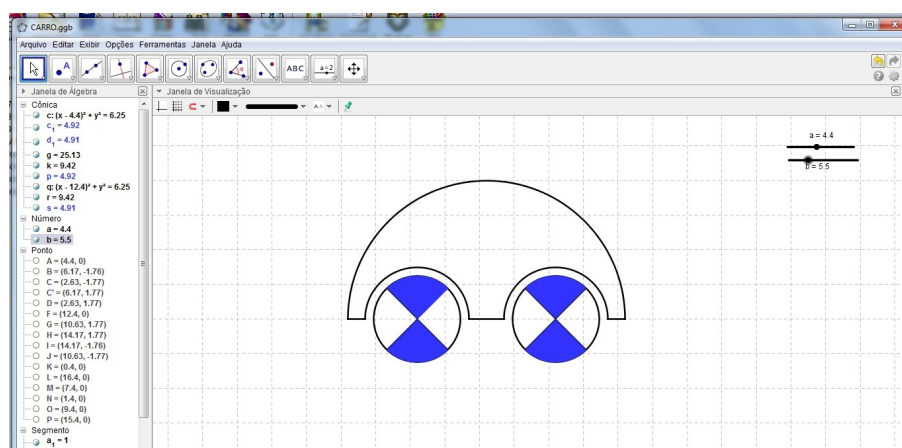 CARRO.ggb
Arquivo Editar Exibir Opções Ferramentas Janela Ajuda
A
ABC
a=2
Janela de Álgebra
Janela de Visualização
AA
Cônica
c: (x - 4.4)² + y² = 6.25
c₁ = 4.92
d₁ = 4.91
g = 25.13
k = 9.42
p = 4.92
q: (x - 12.4)² + y² = 6.25
r = 9.42
s = 4.91
Número
a = 4.4
b = 5.5
Ponto
A = (4.4, 0)
B = (6.17, -1.76)
C = (2.63, -1.77)
C' = (6.17, 1.77)
D = (2.63, 1.77)
F = (12.4, 0)
G = (10.63, 1.77)
H = (14.17, 1.77)
I = (14.17, -1.76)
J = (10.63, -1.77)
K = (0.4, 0)
L = (16.4, 0)
M = (7.4, 0)
N = (1.4, 0)
O = (9.4, 0)
P = (15.4, 0)
Segmento
a₁ = 1
a = 4.4
b = 5.5